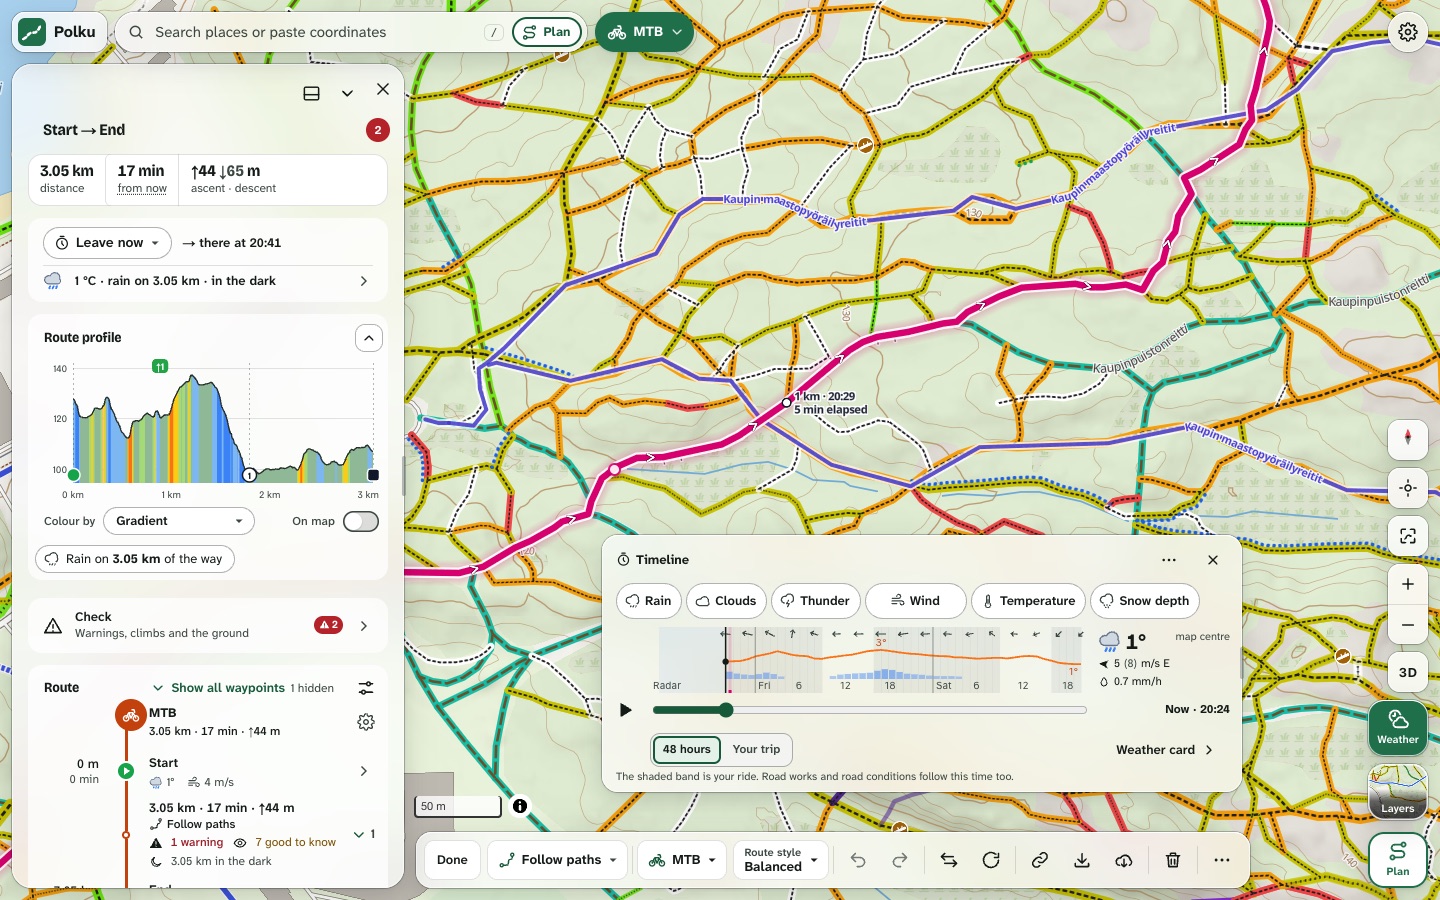 Polku
Search places or paste coordinates
/
Plan
MTB
Start → End
2
3.05 km
distance
17 min
from now
↑44 ↓65 m
ascent · descent
Leave now
→ there at 20:41
1 °C · rain on 3.05 km · in the dark
Route profile
↑1
140
120
100
1
0 km
1 km
2 km
3 km
Colour by
Gradient
On map
Rain on 3.05 km of the way
Check
Warnings, climbs and the ground
2
Route
Show all waypoints
1 hidden
MTB
3.05 km · 17 min · ↑44 m
0 m
0 min
Start
1°
4 m/s
3.05 km · 17 min · ↑44 m
Follow paths
1 warning
7 good to know
1
3.05 km in the dark
Kaupinmaastopyöräilyreitit
Kaupinmaastopyöräilyreitit
Kaupinmaastopyöräilyreitit
Kaupinpuistonreitti
Kaupinpuistonreitti
130
130
120
140
1 km · 20:29
5 min elapsed
Timeline
Rain
Clouds
Thunder
Wind
Temperature
Snow depth
3°
1°
Radar
Fri
6
12
18
Sat
6
12
18
1°
map centre
5 (8) m/s E
0.7 mm/h
Now · 20:24
48 hours
Your trip
Weather card
The shaded band is your ride. Road works and road conditions follow this time too.
50 m
Done
Follow paths
MTB
Route style
Balanced
3D
Weather
Layers
Plan